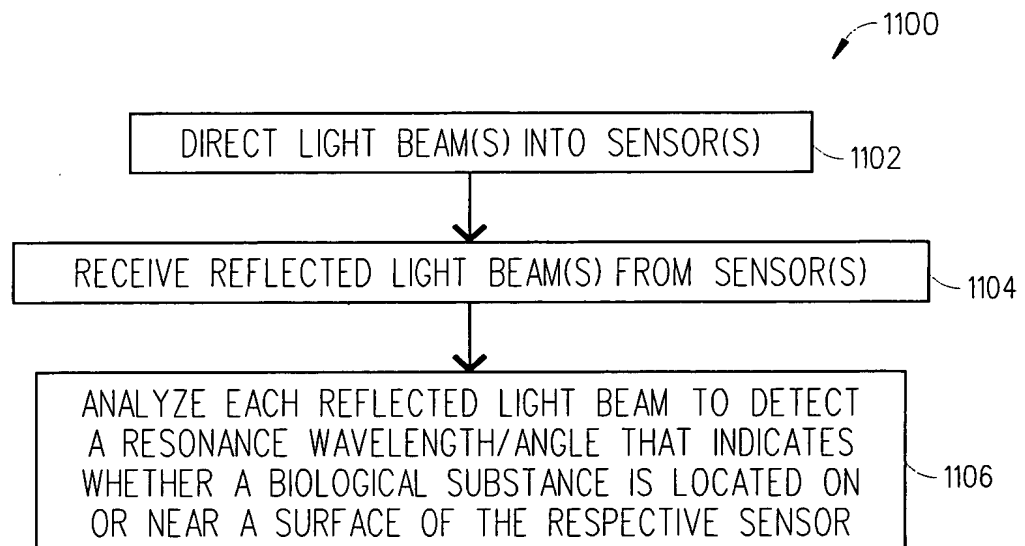 1100
DIRECT LIGHT BEAM(S) INTO SENSOR(S)
1102
RECEIVE REFLECTED LIGHT BEAM(S) FROM SENSOR(S)
1104
ANALYZE EACH REFLECTED LIGHT BEAM TO DETECT
A RESONANCE WAVELENGTH/ANGLE THAT INDICATES
WHETHER A BIOLOGICAL SUBSTANCE IS LOCATED ON
OR NEAR A SURFACE OF THE RESPECTIVE SENSOR
1106